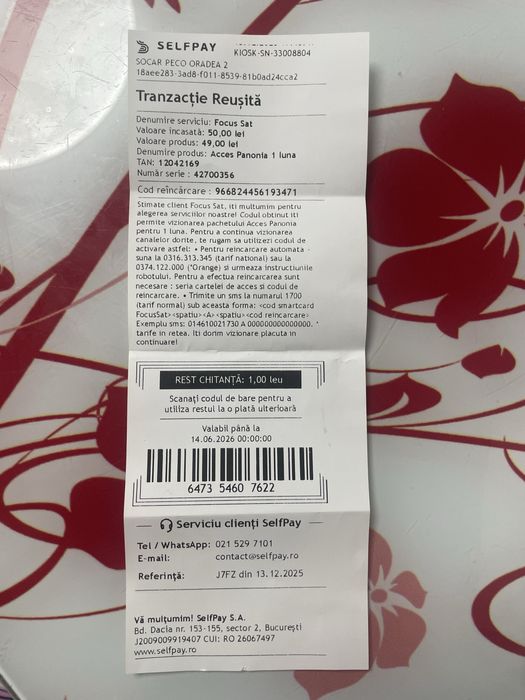 SELFPAY
KIOSK-SN-33008804
SOCAR PECO ORADEA 2
18aee283-3ad8-f011-8539-81b0ad24cca2
Tranzacție Reușită
Denumire serviciu: Focus Sat
Valoare incasată: 50,00 lei
Valoare produs: 49,00 lei
Denumire produs: Acces Panonia 1 luna
TAN: 12042169
Număr serie : 42700356
Cod reincărcare : 966824456193471
Stimate client Focus Sat, iti multumim pentru
alegerea serviciilor noastre! Codul obtinut iti
permite vizionarea pachetului Acces Panonia
pentru 1 luna. Pentru a continua vizionarea
canalelor dorite, te rugam sa utilizezi codul de
activare astfel: • Pentru reincarcare automata -
suna la 0316.313.345 (tarif national) sau la
0374.122.000 (*Orange) si urmeaza instructiunile
robotului. Pentru a efectua reincarcarea sunt
necesare : seria cartelei de acces si codul de
reincarcare. • Trimite un sms la numarul 1700
(tarif normal) sub aceasta forma: <cod smartcard
FocusSat><spatiu><A><spatiu><cod reincarcare>
Exemplu sms: 014610021730 A 000000000000000. *
tarife in retea. Iti dorim vizionare placuta in
continuare!
REST CHITANȚĂ: 1,00 leu
Scanați codul de bare pentru a
utiliza restul la o plată ulterioară
Valabil până la
14.06.2026 00:00:00
6473 5460 7622
Serviciu clienți SelfPay
Tel / WhatsApp: 021 529 7101
E-mail: contact@selfpay.ro
Referință: J7FZ din 13.12.2025
Vă mulțumim! SelfPay S.A.
Bd. Dacia nr. 153-155, sector 2, București
J2009009919407 CUI: RO 26067497
www.selfpay.ro